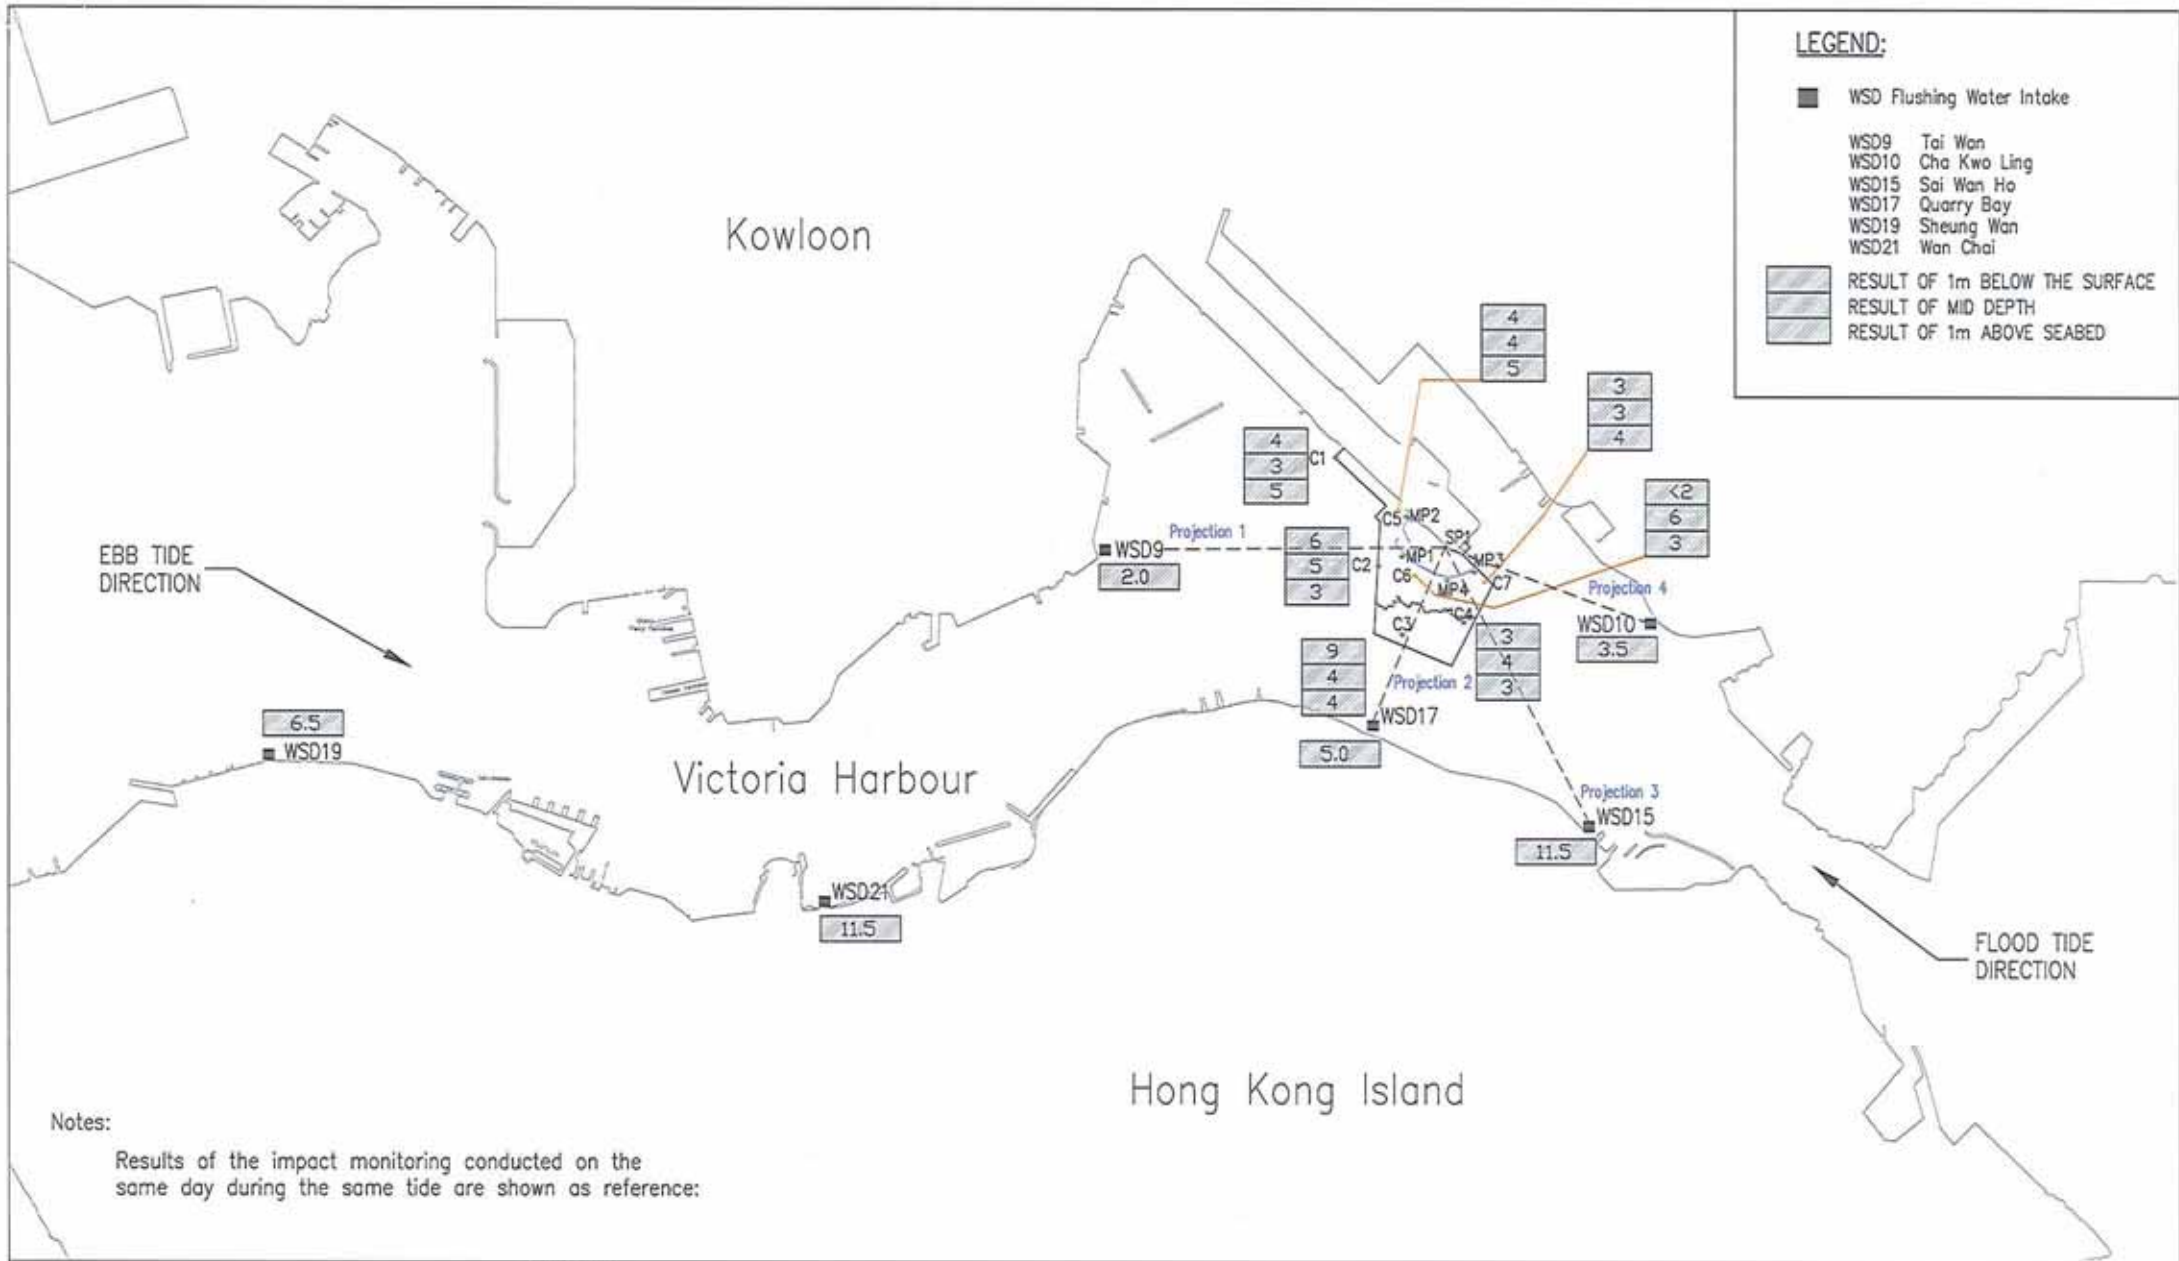 LEGEND:
WSD Flushing Water Intake
WSD9 Tai Wan
WSD10 Cha Kwo Ling
WSD15 Sai Wan Ho
WSD17 Quarry Bay
WSD19 Sheung Wan
WSD21 Wan Chai
RESULT OF 1m BELOW THE SURFACE
RESULT OF MID DEPTH
RESULT OF 1m ABOVE SEABED
Kowloon
4
4
5
3
3
4
4
3
5
C1
<2
6
3
C5
MP2
SP1
Projection 1
WSD9
2.0
6
5
3
C2
MP1
MP3
C6
C7
MP4
C4
C3
Projection 4
WSD10
3.5
EBB TIDE
DIRECTION
3
4
3
9
4
4
Projection 2
WSD17
5.0
6.5
WSD19
Victoria Harbour
Projection 3
WSD15
11.5
WSD21
11.5
FLOOD TIDE
DIRECTION
Hong Kong Island
Notes:
Results of the impact monitoring conducted on the
same day during the same tide are shown as reference: